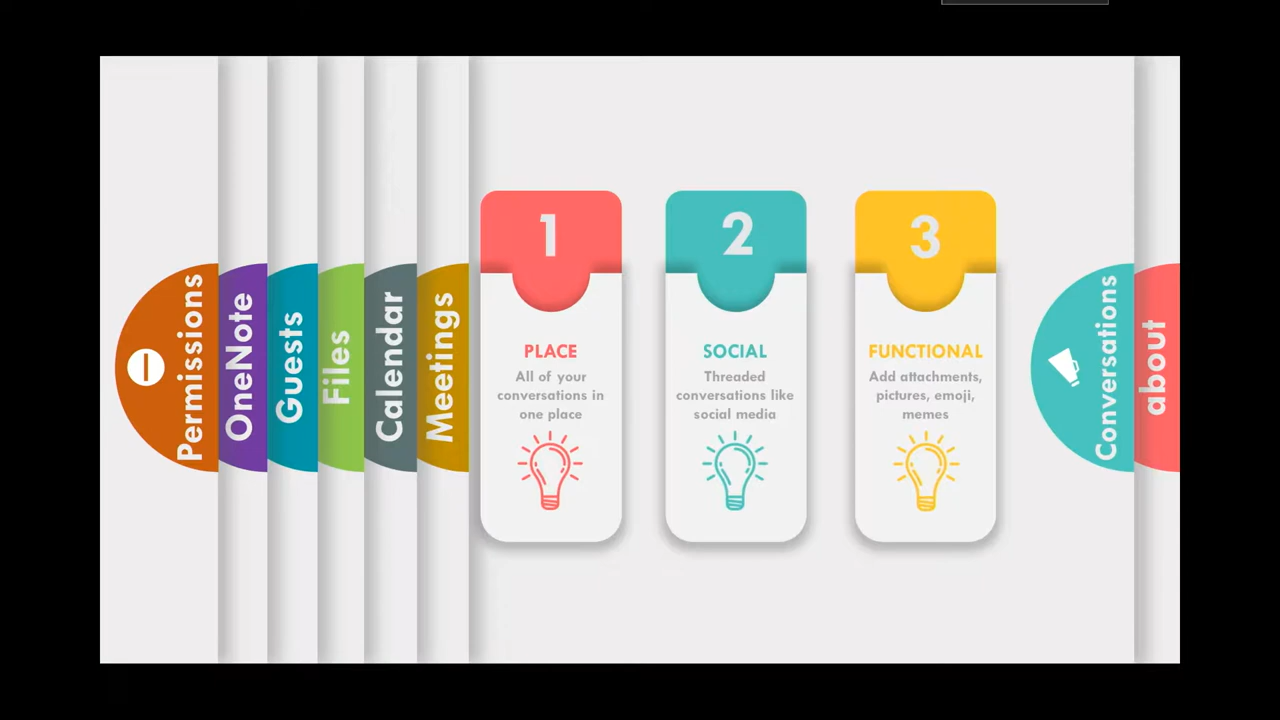 Permissions
OneNote
Guests
Files
Calendar
Meetings
1
PLACE
All of your
conversations in
one place
2
SOCIAL
Threaded
conversations like
social media
3
FUNCTIONAL
Add attachments,
pictures, emoji,
memes
Conversations
about